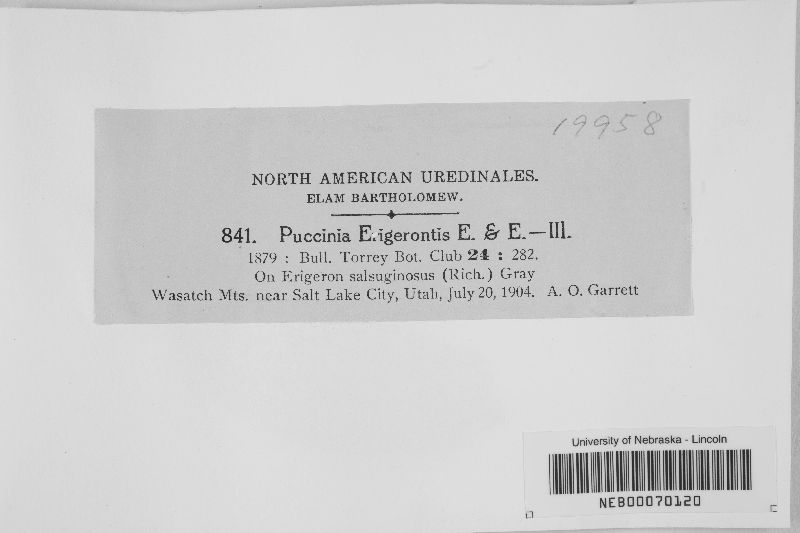 19958
NORTH AMERICAN UREDINALES.
ELAM BARTHOLOMEW.
841. Puccinia Erigerontis E. & E.—III.
1879 : Bull. Torrey Bot. Club 24 : 282.
On Erigeron salsuginosus (Rich.) Gray
Wasatch Mts. near Salt Lake City, Utah, July 20, 1904. A. O. Garrett
University of Nebraska - Lincoln
NEB00070120